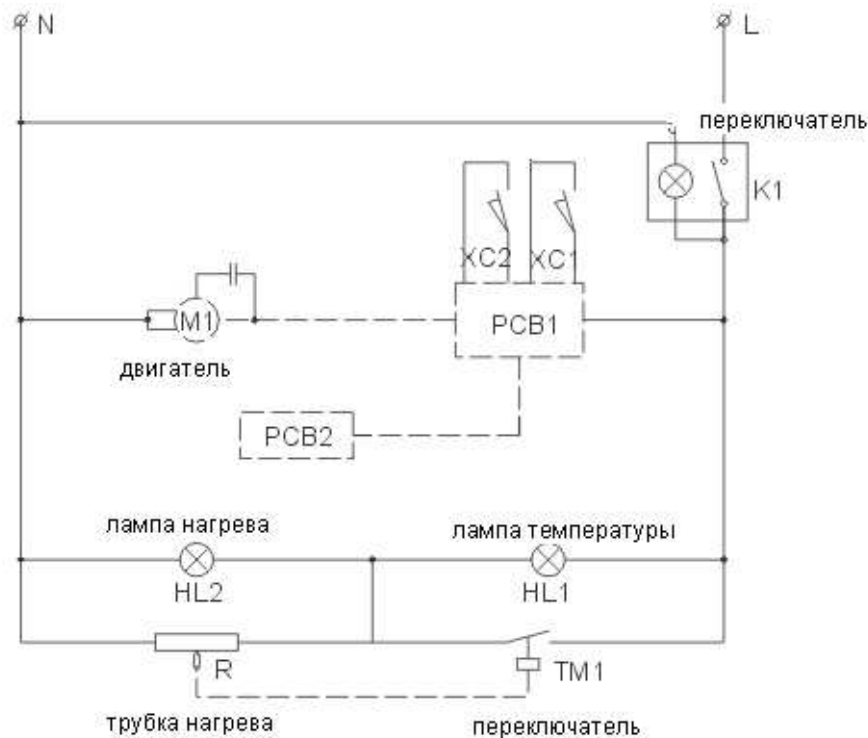 N
L
переключатель
K1
XC2
XC1
M1
PCB1
двигатель
PCB2
лампа нагрева
лампа температуры
HL2
HL1
R
TM1
трубка нагрева
переключатель